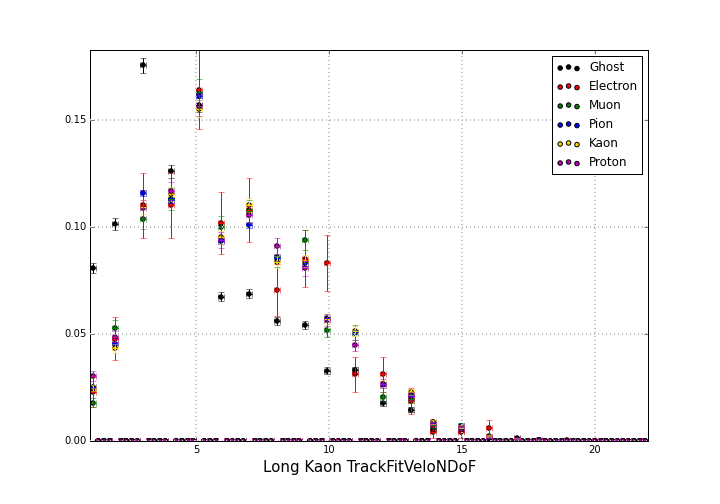 0.15
0.10
0.05
0.00
5
10
15
20
Long Kaon TrackFitVeloNDoF
Ghost
Electron
Muon
Pion
Kaon
Proton